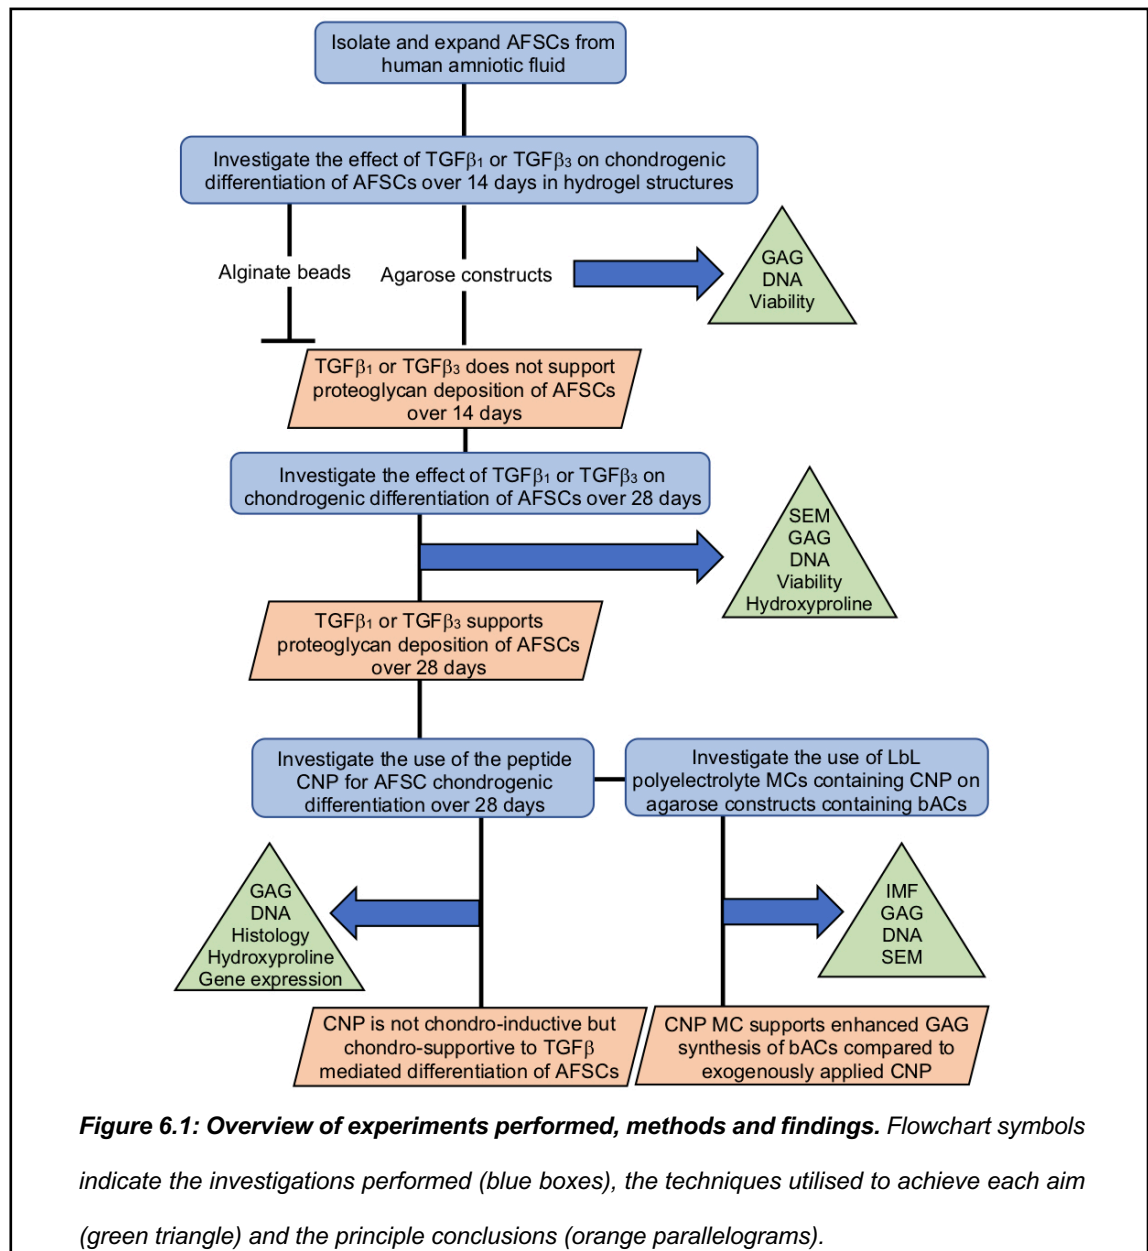 Isolate and expand AFSCs from
human amniotic fluid
Investigate the effect of TGFβ₁ or TGFβ₃ on chondrogenic
differentiation of AFSCs over 14 days in hydrogel structures
Alginate beads
Agarose constructs
GAG
DNA
Viability
TGFβ₁ or TGFβ₃ does not support
proteoglycan deposition of AFSCs
over 14 days
Investigate the effect of TGFβ₁ or TGFβ₃ on
chondrogenic differentiation of AFSCs over 28 days
SEM
GAG
DNA
Viability
Hydroxyproline
TGFβ₁ or TGFβ₃ supports
proteoglycan deposition of AFSCs
over 28 days
Investigate the use of the peptide
CNP for AFSC chondrogenic
differentiation over 28 days
Investigate the use of LbL
polyelectrolyte MCs containing CNP on
agarose constructs containing bACs
GAG
DNA
Histology
Hydroxyproline
Gene expression
IMF
GAG
DNA
SEM
CNP is not chondro-inductive but
chondro-supportive to TGFβ
mediated differentiation of AFSCs
CNP MC supports enhanced GAG
synthesis of bACs compared to
exogenously applied CNP
Figure 6.1: Overview of experiments performed, methods and findings. Flowchart symbols
indicate the investigations performed (blue boxes), the techniques utilised to achieve each aim
(green triangle) and the principle conclusions (orange parallelograms).